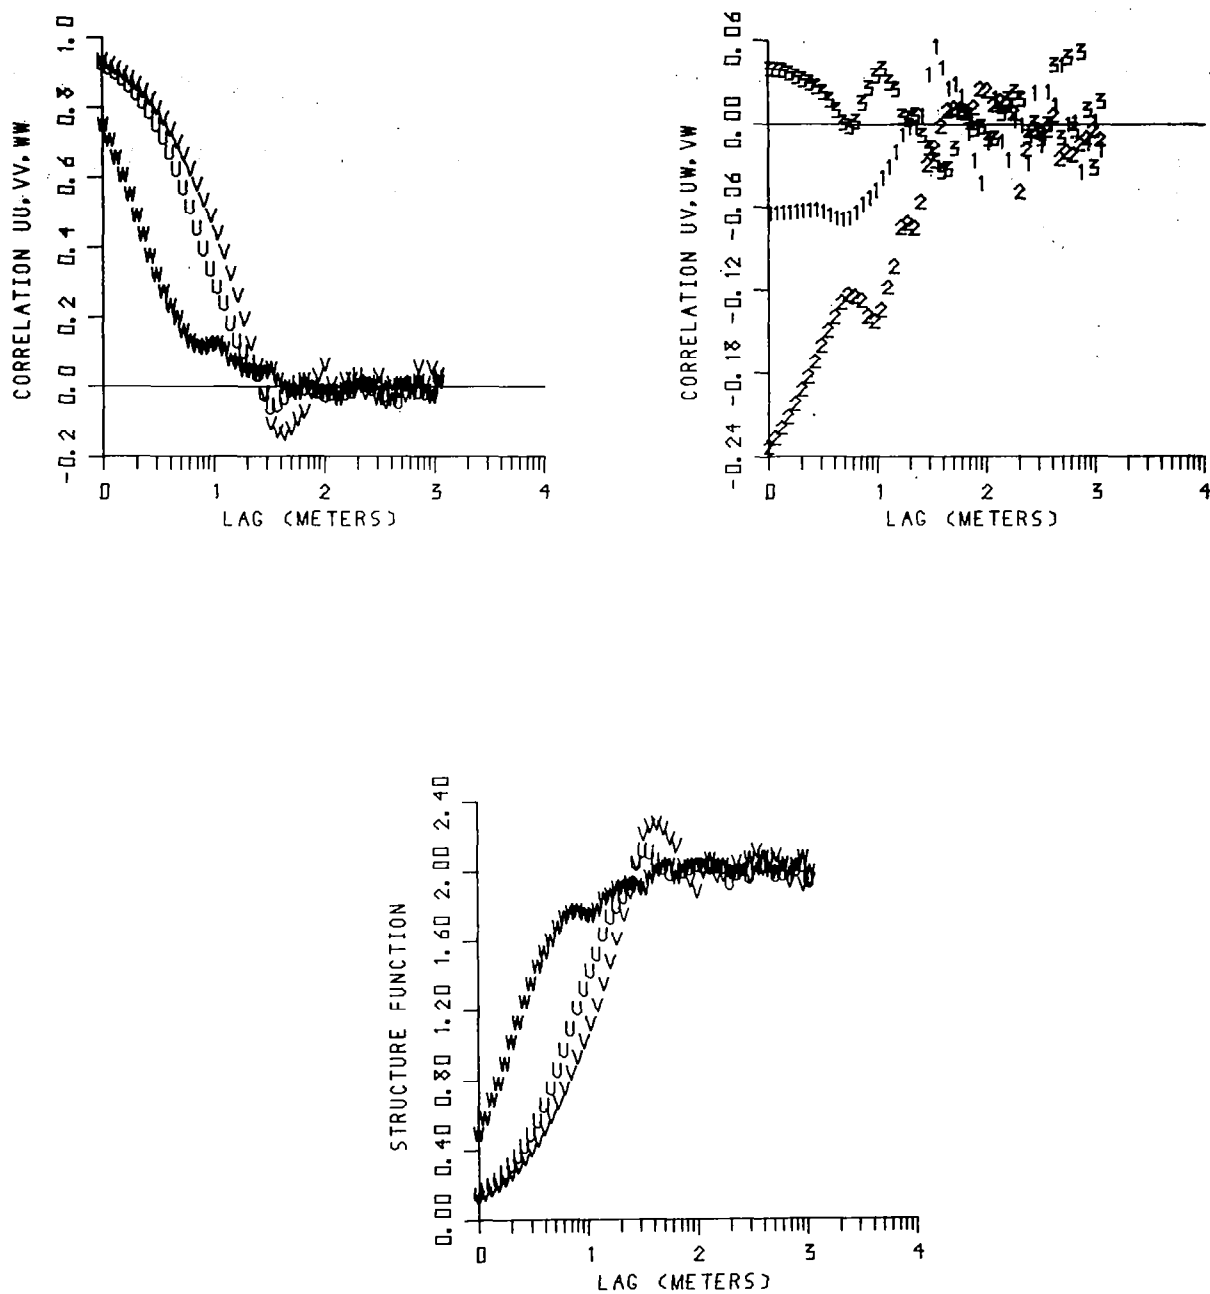 CORRELATION UU,VV,WW
1.0
0.8
0.6
0.4
0.2
0.0
-0.2
0 1 2 3 4
LAG (METERS)
CORRELATION UV,UW,VW
0.06
0.00
-0.06
-0.12
-0.18
-0.24
0 1 2 3 4
LAG (METERS)
STRUCTURE FUNCTION
2.40
2.00
1.60
1.20
0.80
0.40
0.00
0 1 2 3 4
LAG (METERS)